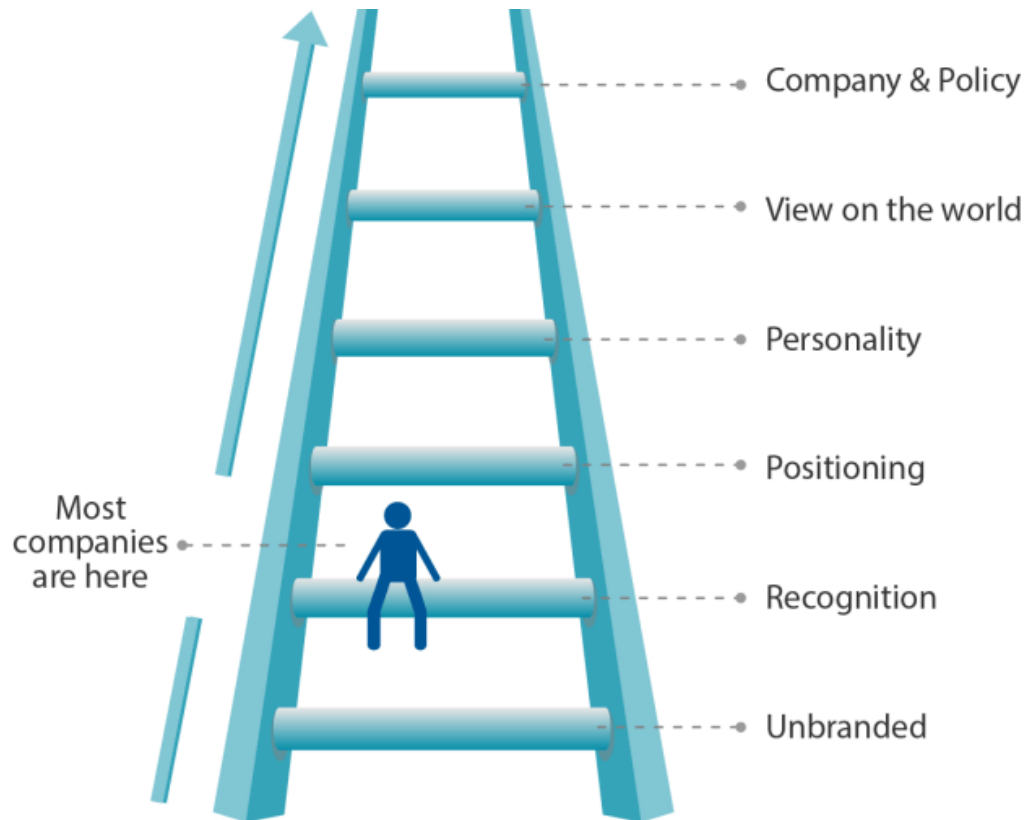 Company & Policy
View on the world
Personality
Positioning
Most
companies
are here
Recognition
Unbranded